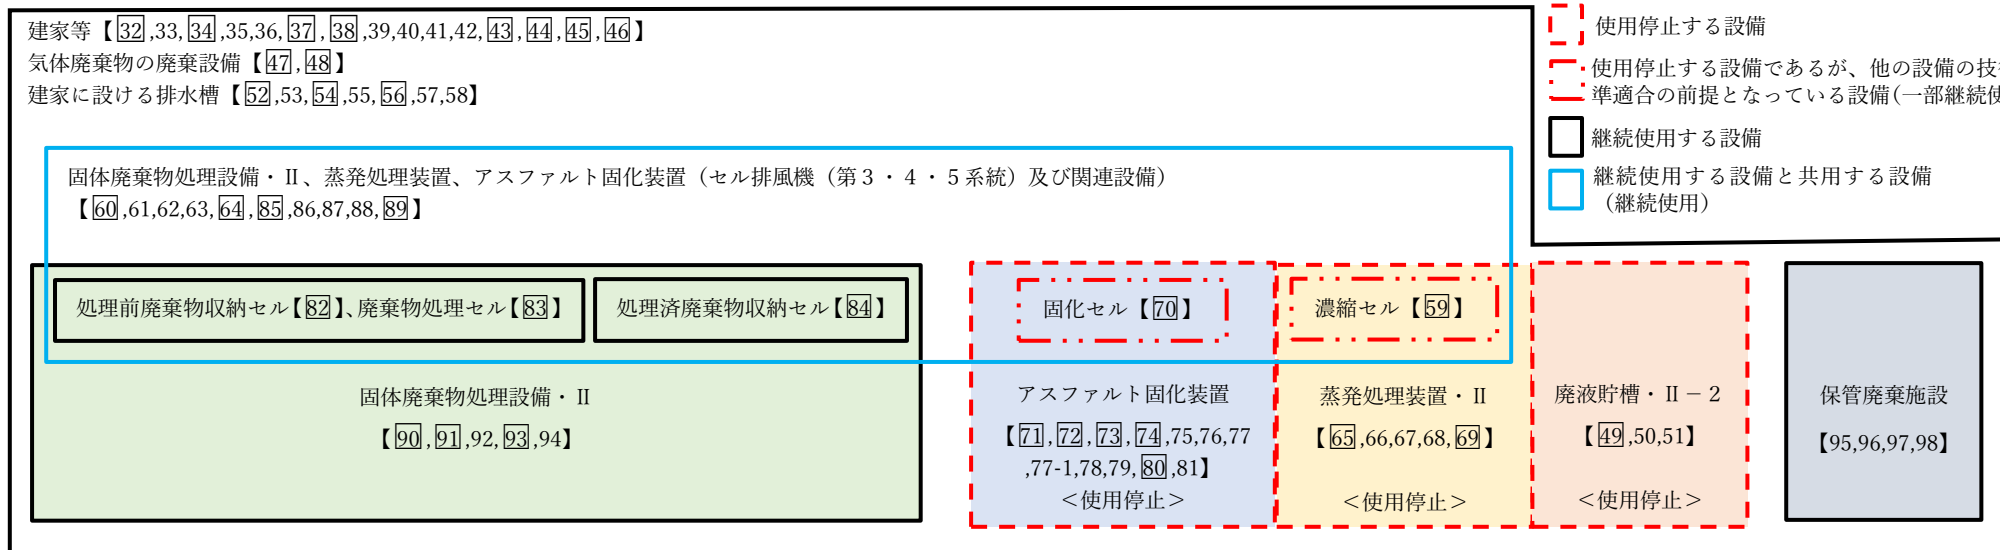 建家等【32,33,34,35,36,37,38,39,40,41,42,43,44,45,46】
気体廃棄物の廃棄設備【47,48】
建家に設ける排水槽【52,53,54,55,56,57,58】
使用停止する設備
使用停止する設備であるが、他の設備の技
準適合の前提となっている設備(一部継続使
継続使用する設備
継続使用する設備と共用する設備
（継続使用）
固体廃棄物処理設備・Ⅱ、蒸発処理装置、アスファルト固化装置（セル排風機（第３・４・５系統）及び関連設備）
【60,61,62,63,64,85,86,87,88,89】
処理前廃棄物収納セル【82】、廃棄物処理セル【83】
処理済廃棄物収納セル【84】
固体廃棄物処理設備・Ⅱ
【90,91,92,93,94】
固化セル【70】
アスファルト固化装置
【71,72,73,74,75,76,77
,77-1,78,79,80,81】
＜使用停止＞
濃縮セル【59】
蒸発処理装置・Ⅱ
【65,66,67,68,69】
＜使用停止＞
廃液貯槽・Ⅱ－２
【49,50,51】
＜使用停止＞
保管廃棄施設
【95,96,97,98】